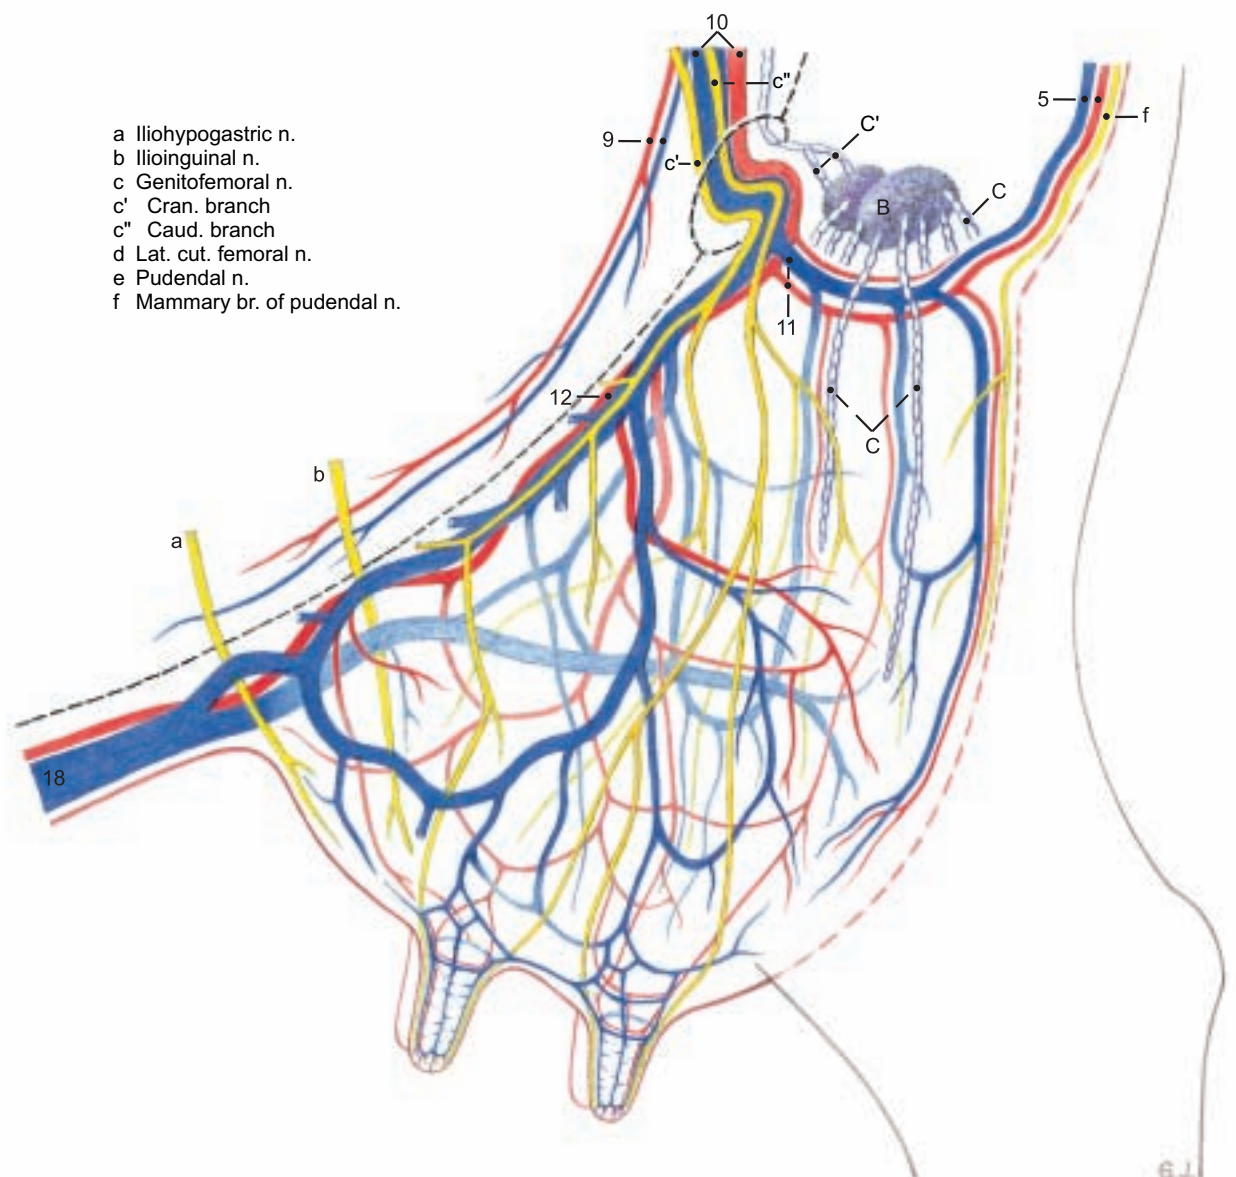 10
c"
5
f
C'
9
c'
a Iliohypogastric n.
b Ilioinguinal n.
c Genitofemoral n.
c' Cran. branch
c" Caud. branch
d Lat. cut. femoral n.
e Pudendal n.
f Mammary br. of pudendal n.
B
C
11
12
C
b
a
18